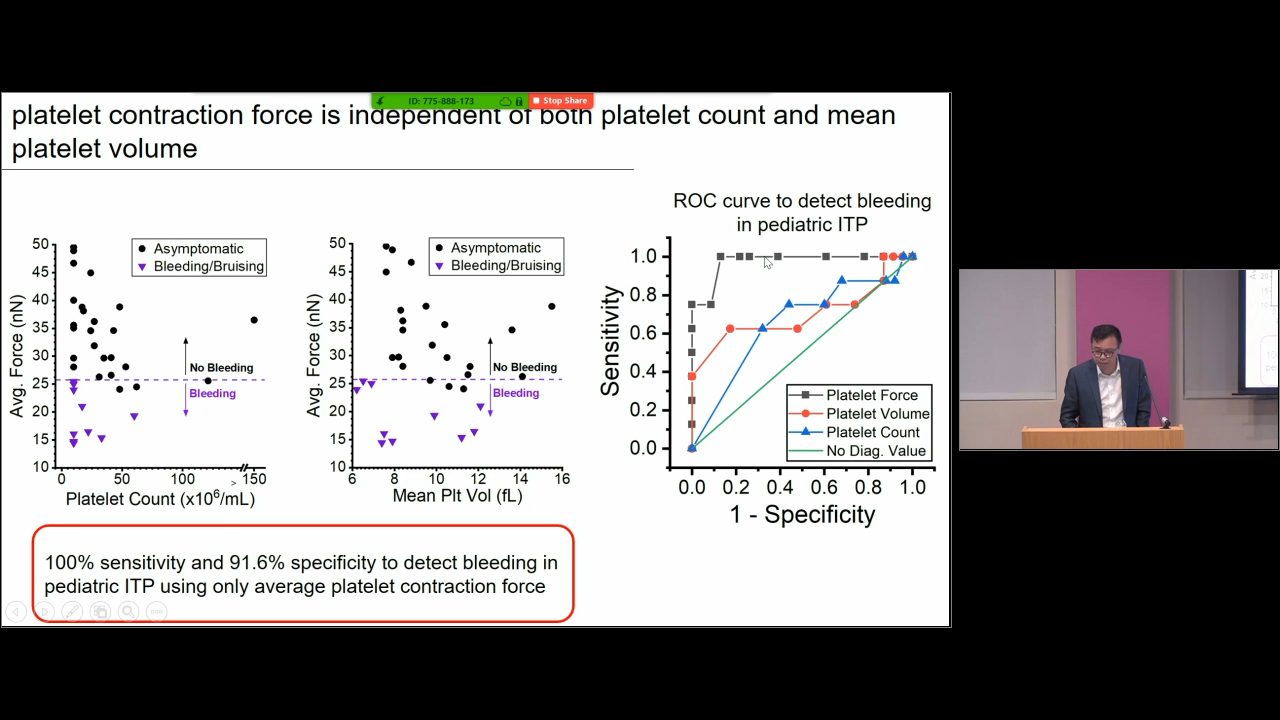 ID: 775-888-173
Stop Share
platelet contraction force is independent of both platelet count and mean
platelet volume
50
45
40
35
30
25
20
15
10
Avg. Force (nN)
Asymptomatic
Bleeding/Bruising
No Bleeding
Bleeding
0
50
100
150
>
Platelet Count (x10⁶/mL)
50
45
40
35
30
25
20
15
10
Avg. Force (nN)
Asymptomatic
Bleeding/Bruising
No Bleeding
Bleeding
6
8
10
12
14
16
Mean Plt Vol (fL)
ROC curve to detect bleeding
in pediatric ITP
1.0
0.8
0.6
0.4
0.2
0.0
Sensitivity
Platelet Force
Platelet Volume
Platelet Count
No Diag. Value
0.0 0.2 0.4 0.6 0.8 1.0
1 - Specificity
100% sensitivity and 91.6% specificity to detect bleeding in
pediatric ITP using only average platelet contraction force